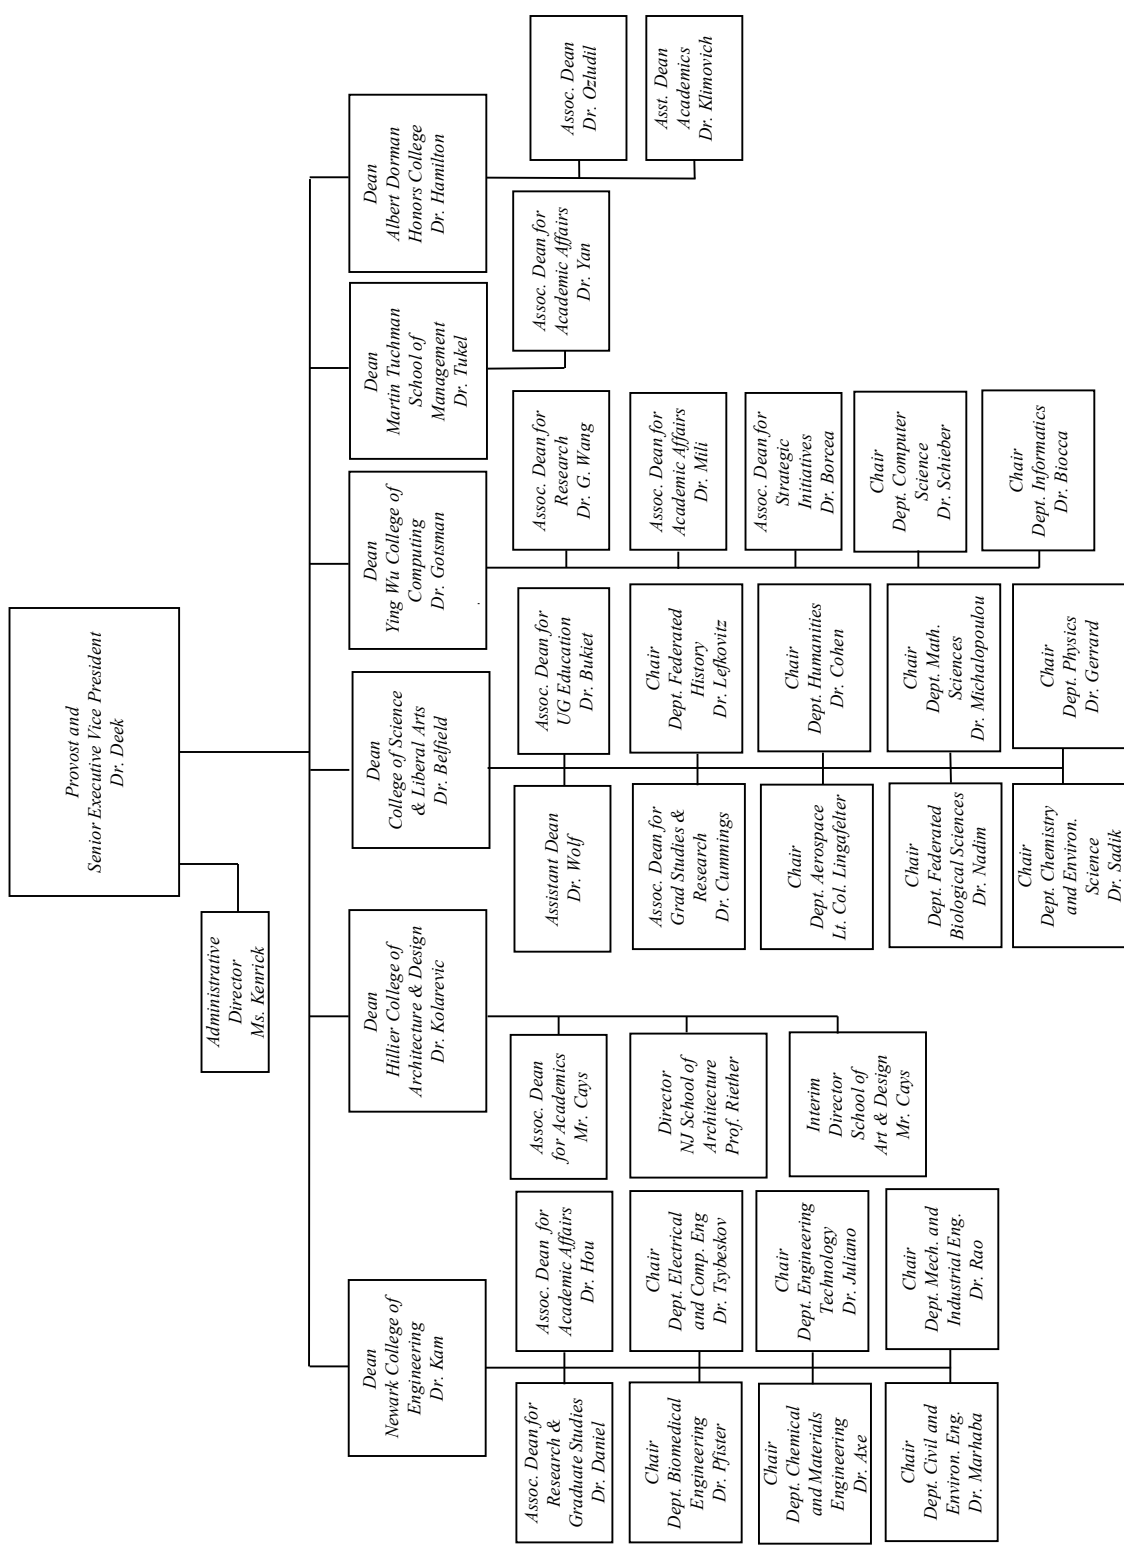 Provost and
Senior Executive Vice President
Dr. Deek
Administrative
Director
Ms. Kenrick
Dean
Newark College of
Engineering
Dr. Kam
Dean
Hillier College of
Architecture & Design
Dr. Kolarevic
Dean
College of Science
& Liberal Arts
Dr. Belfield
Dean
Ying Wu College of
Computing
Dr. Gotsman
.
Dean
Martin Tuchman
School of
Management
Dr. Tukel
Dean
Albert Dorman
Honors College
Dr. Hamilton
Assoc. Dean for
Research &
Graduate Studies
Dr. Daniel
Assoc. Dean for
Academic Affairs
Dr. Hou
Chair
Dept. Biomedical
Engineering
Dr. Pfister
Chair
Dept. Electrical
and Comp. Eng
Dr. Tsybeskov
Chair
Dept. Chemical
and Materials
Engineering
Dr. Axe
Chair
Dept. Engineering
Technology
Dr. Juliano
Chair
Dept. Civil and
Environ. Eng.
Dr. Marhaba
Chair
Dept. Mech. and
Industrial Eng.
Dr. Rao
Assoc. Dean
for Academics
Mr. Cays
Director
NJ School of
Architecture
Prof. Riether
Interim
Director
School of
Art & Design
Mr. Cays
Assistant Dean
Dr. Wolf
Assoc. Dean for
UG Education
Dr. Bukiet
Assoc. Dean for
Grad Studies &
Research
Dr. Cummings
Chair
Dept. Federated
History
Dr. Lefkovitz
Chair
Dept. Aerospace
Lt. Col. Lingafelter
Chair
Dept. Humanities
Dr. Cohen
Chair
Dept. Federated
Biological Sciences
Dr. Nadim
Chair
Dept. Math.
Sciences
Dr. Michalopoulou
Chair
Dept. Chemistry
and Environ.
Science
Dr. Sadik
Chair
Dept. Physics
Dr. Gerrard
Assoc. Dean for
Research
Dr. G. Wang
Assoc. Dean for
Academic Affairs
Dr. Mili
Assoc. Dean for
Strategic
Initiatives
Dr. Borcea
Chair
Dept. Computer
Science
Dr. Schieber
Chair
Dept. Informatics
Dr. Biocca
Assoc. Dean for
Academic Affairs
Dr. Yan
Assoc. Dean
Dr. Ozludil
Asst. Dean
Academics
Dr. Klimovich